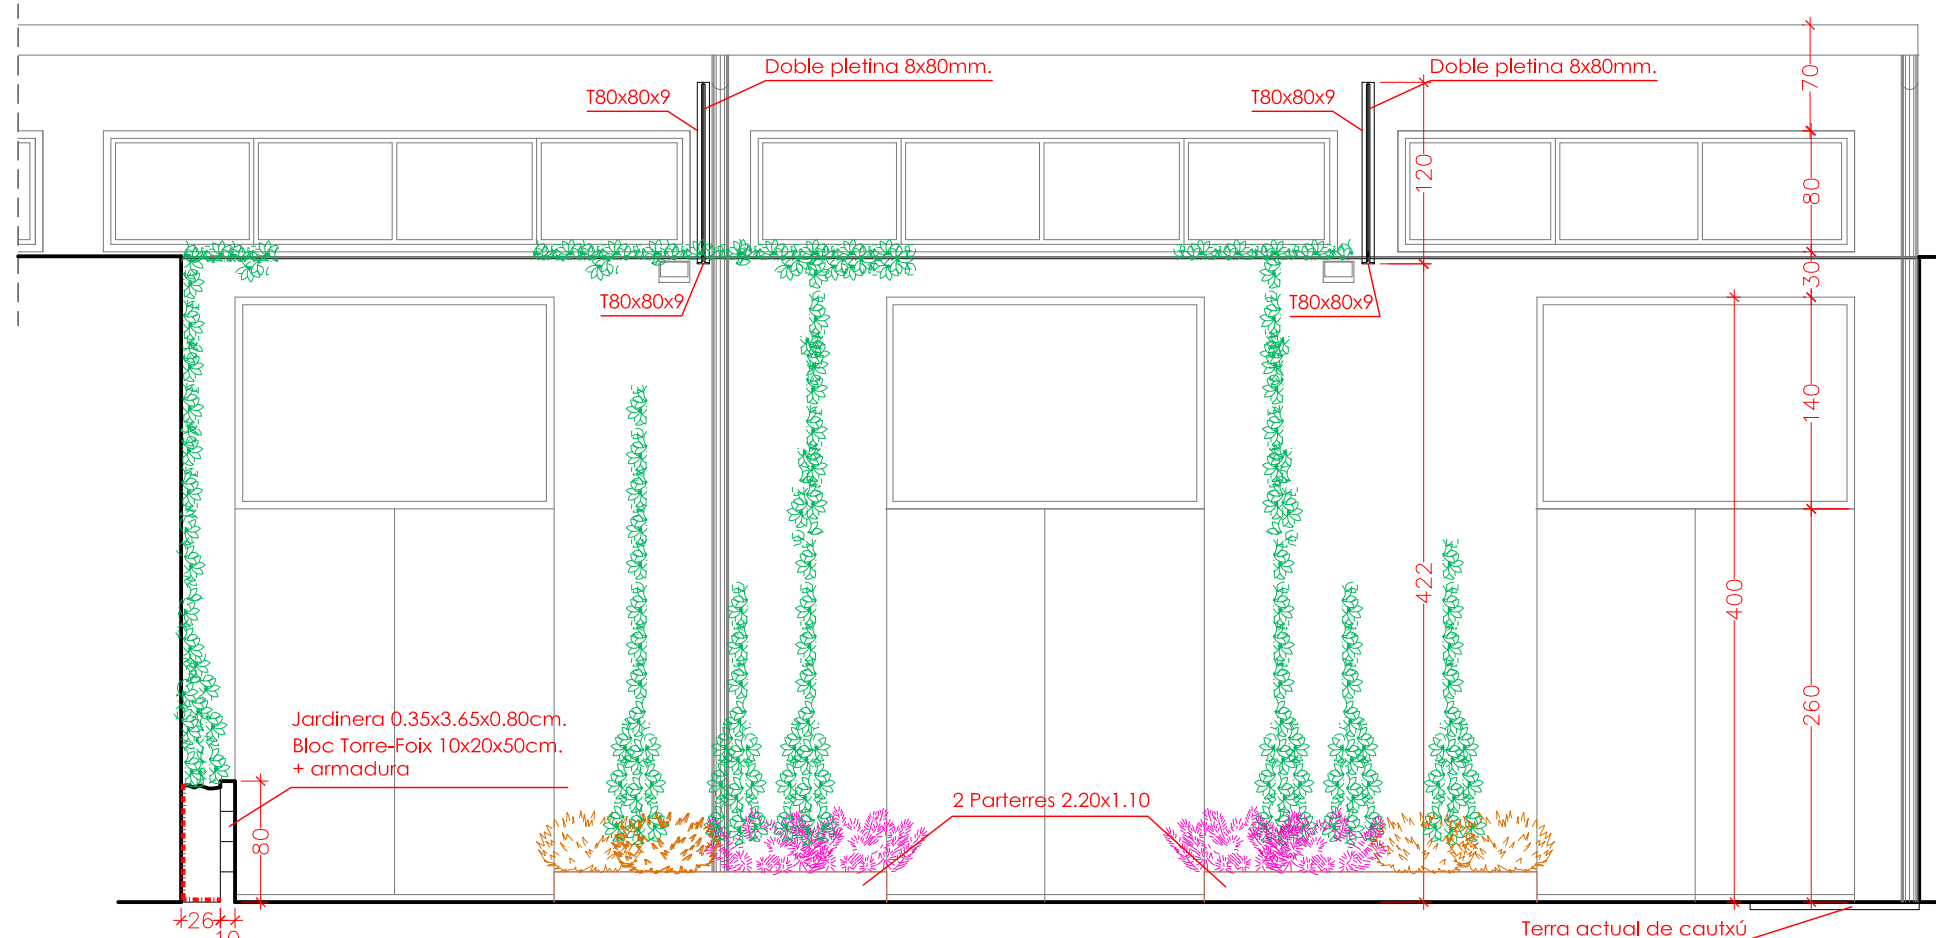 Doble pletina 8x80mm.
Doble pletina 8x80mm.
T80x80x9
T80x80x9
70
120
80
30
T80x80x9
T80x80x9
140
422
400
260
Jardinera 0.35x3.65x0.80cm.
Bloc Torre-Foix 10x20x50cm.
+ armadura
2 Parterres 2.20x1.10
80
26
10
Terra actual de cautxú